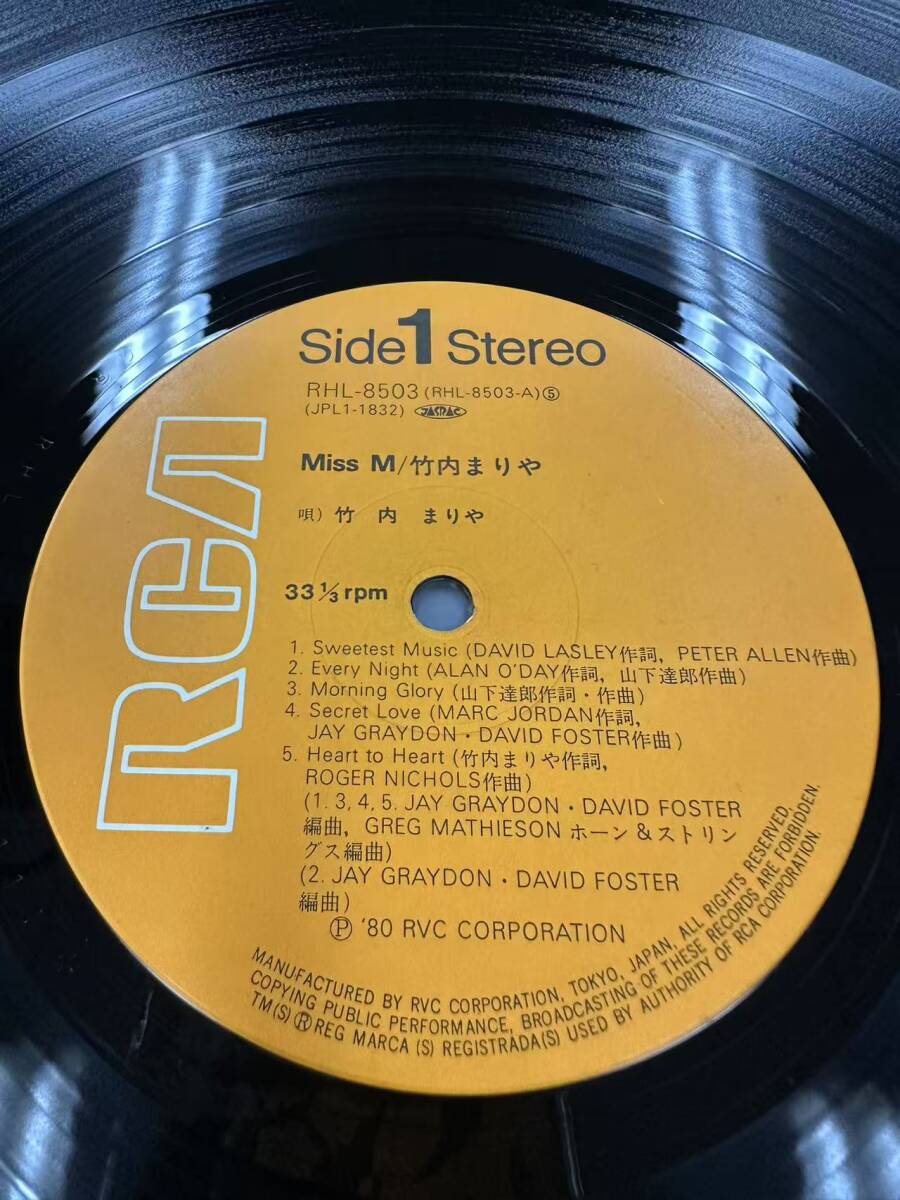 Side 1 Stereo
RHL-8503 (RHL-8503-A)⑤
(JPL1-1832) JASRAC
Miss M/竹内まりや
唄) 竹 内 まりや
33 1/3 rpm
1. Sweetest Music (DAVID LASLEY作詞, PETER ALLEN作曲)
2. Every Night (ALAN O'DAY作詞, 山下達郎作曲)
3. Morning Glory (山下達郎作詞・作曲)
4. Secret Love (MARC JORDAN作詞,
JAY GRAYDON・DAVID FOSTER作曲)
5. Heart to Heart (竹内まりや作詞,
ROGER NICHOLS作曲)
(1. 3, 4, 5. JAY GRAYDON・DAVID FOSTER
編曲, GREG MATHIESON ホーン&ストリン
グス編曲)
(2. JAY GRAYDON・DAVID FOSTER
編曲)
Ⓟ '80 RVC CORPORATION
MANUFACTURED BY RVC CORPORATION, TOKYO, JAPAN, ALL RIGHTS RESERVED,
COPYING PUBLIC PERFORMANCE, BROADCASTING OF THESE RECORDS ARE FORBIDDEN.
TM(S) ® REG MARCA (S) REGISTRADA(S) USED BY AUTHORITY OF RCA CORPORATION.
RCA
RHL